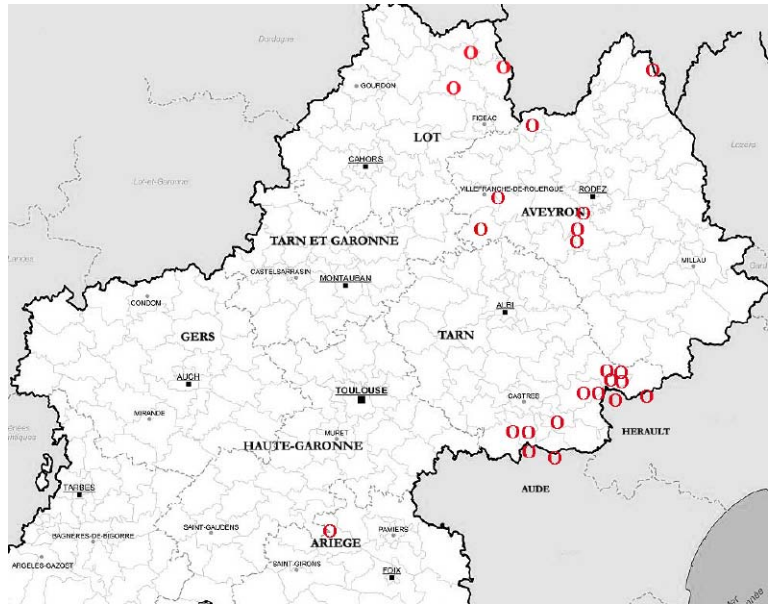 Dordogne
GOURDON
FIGEAC
LOT
Lozère
CAHORS
Lot-et-Garonne
VILLEFRANCHE-DE-ROUERGUE
RODEZ
AVEYRON
TARN ET GARONNE
Landes
CASTELSARRASIN
MONTAUBAN
MILLAU
Gard
CONDOM
ALBI
GERS
TARN
AUCH
TOULOUSE
CASTRES
MIRANDE
MURET
HERAULT
HAUTE-GARONNE
TARBES
AUDE
BAGNERES-DE-BIGORRE
SAINT-GAUDENS
PAMIERS
ARIEGE
ARGELES-GAZOST
SAINT-GIRONS
FOIX